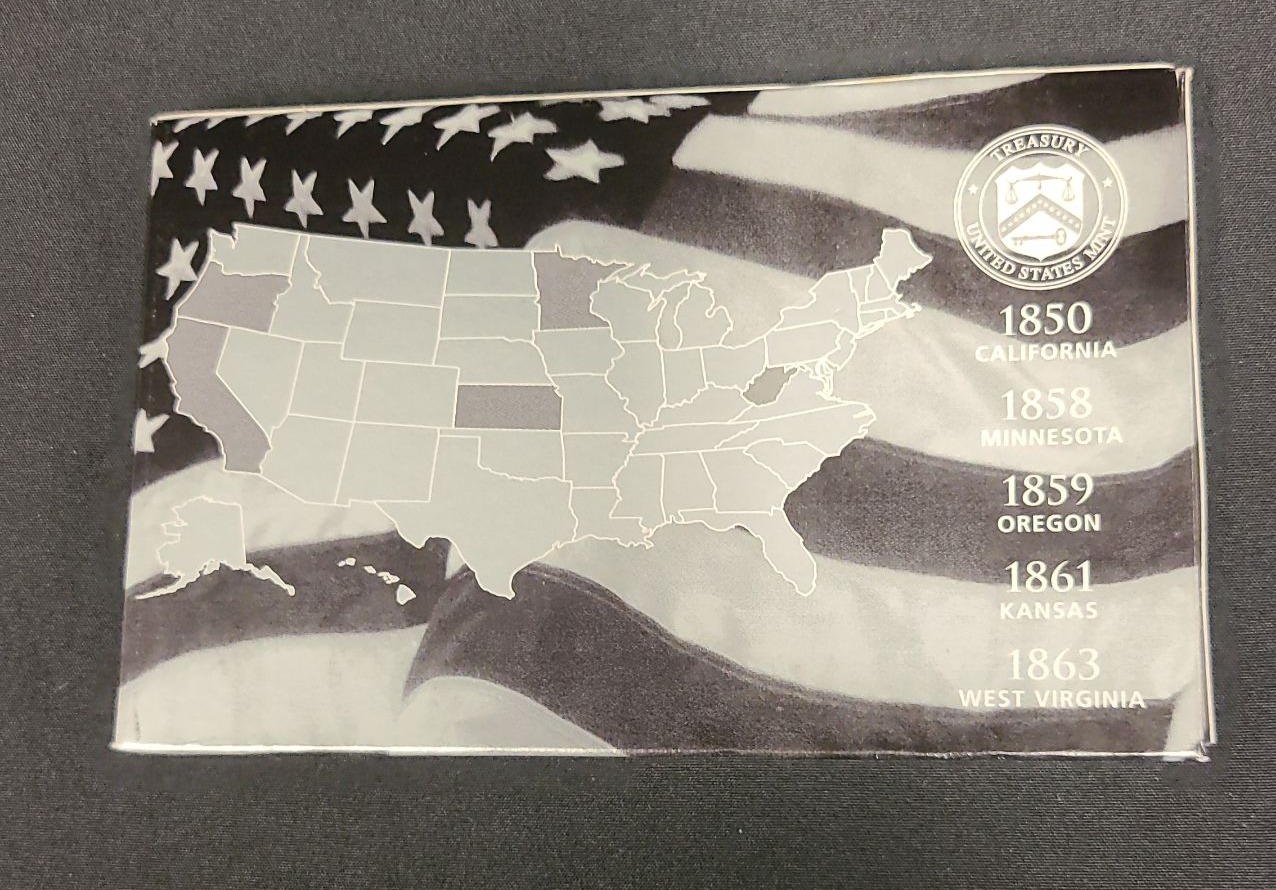 TREASURY
UNITED STATES MINT
1850
CALIFORNIA
1858
MINNESOTA
1859
OREGON
1861
KANSAS
1863
WEST VIRGINIA